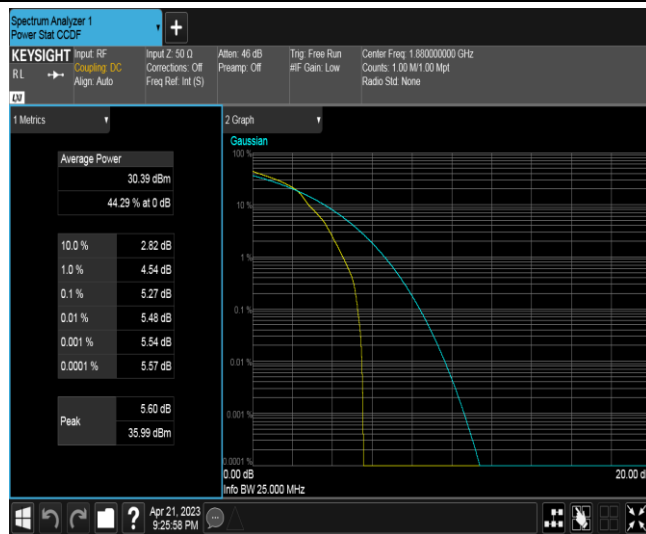 Spectrum Analyzer 1
Power Stat CCDF
KEYSIGHT
RL
Input: RF
Coupling: DC
Align: Auto
Input Z: 50 Ω
Corrections: Off
Freq Ref: Int (S)
Atten: 46 dB
Preamp: Off
Trig: Free Run
#IF Gain: Low
Center Freq: 1.880000000 GHz
Counts: 1.00 M/1.00 Mpt
Radio Std: None
1 Metrics
Average Power
30.39 dBm
44.29 % at 0 dB
10.0 % 2.82 dB
1.0 % 4.54 dB
0.1 % 5.27 dB
0.01 % 5.48 dB
0.001 % 5.54 dB
0.0001 % 5.57 dB
Peak
5.60 dB
35.99 dBm
2 Graph
Gaussian
100 %
10 %
1 %
0.1 %
0.01 %
0.001 %
0.0001 %
0.00 dB
20.00 d
Info BW 25.000 MHz
Apr 21, 2023
9:25:58 PM